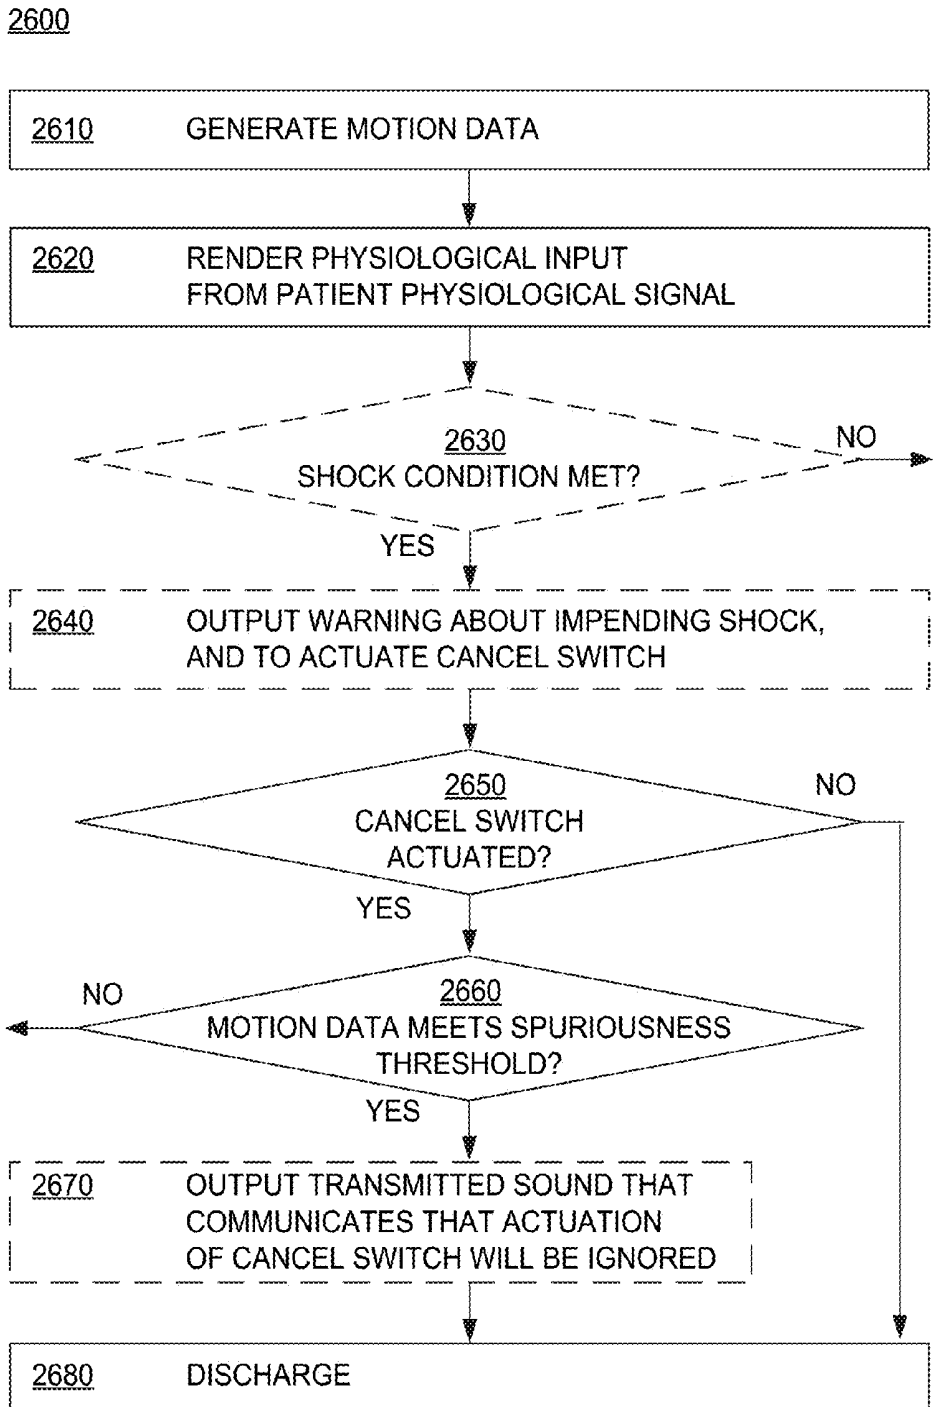 2600
2610 GENERATE MOTION DATA
2620 RENDER PHYSIOLOGICAL INPUT
FROM PATIENT PHYSIOLOGICAL SIGNAL
2630
SHOCK CONDITION MET?
NO
YES
2640 OUTPUT WARNING ABOUT IMPENDING SHOCK,
AND TO ACTUATE CANCEL SWITCH
2650
CANCEL SWITCH
ACTUATED?
NO
YES
2660
MOTION DATA MEETS SPURIOUSNESS
THRESHOLD?
NO
YES
2670 OUTPUT TRANSMITTED SOUND THAT
COMMUNICATES THAT ACTUATION
OF CANCEL SWITCH WILL BE IGNORED
2680 DISCHARGE